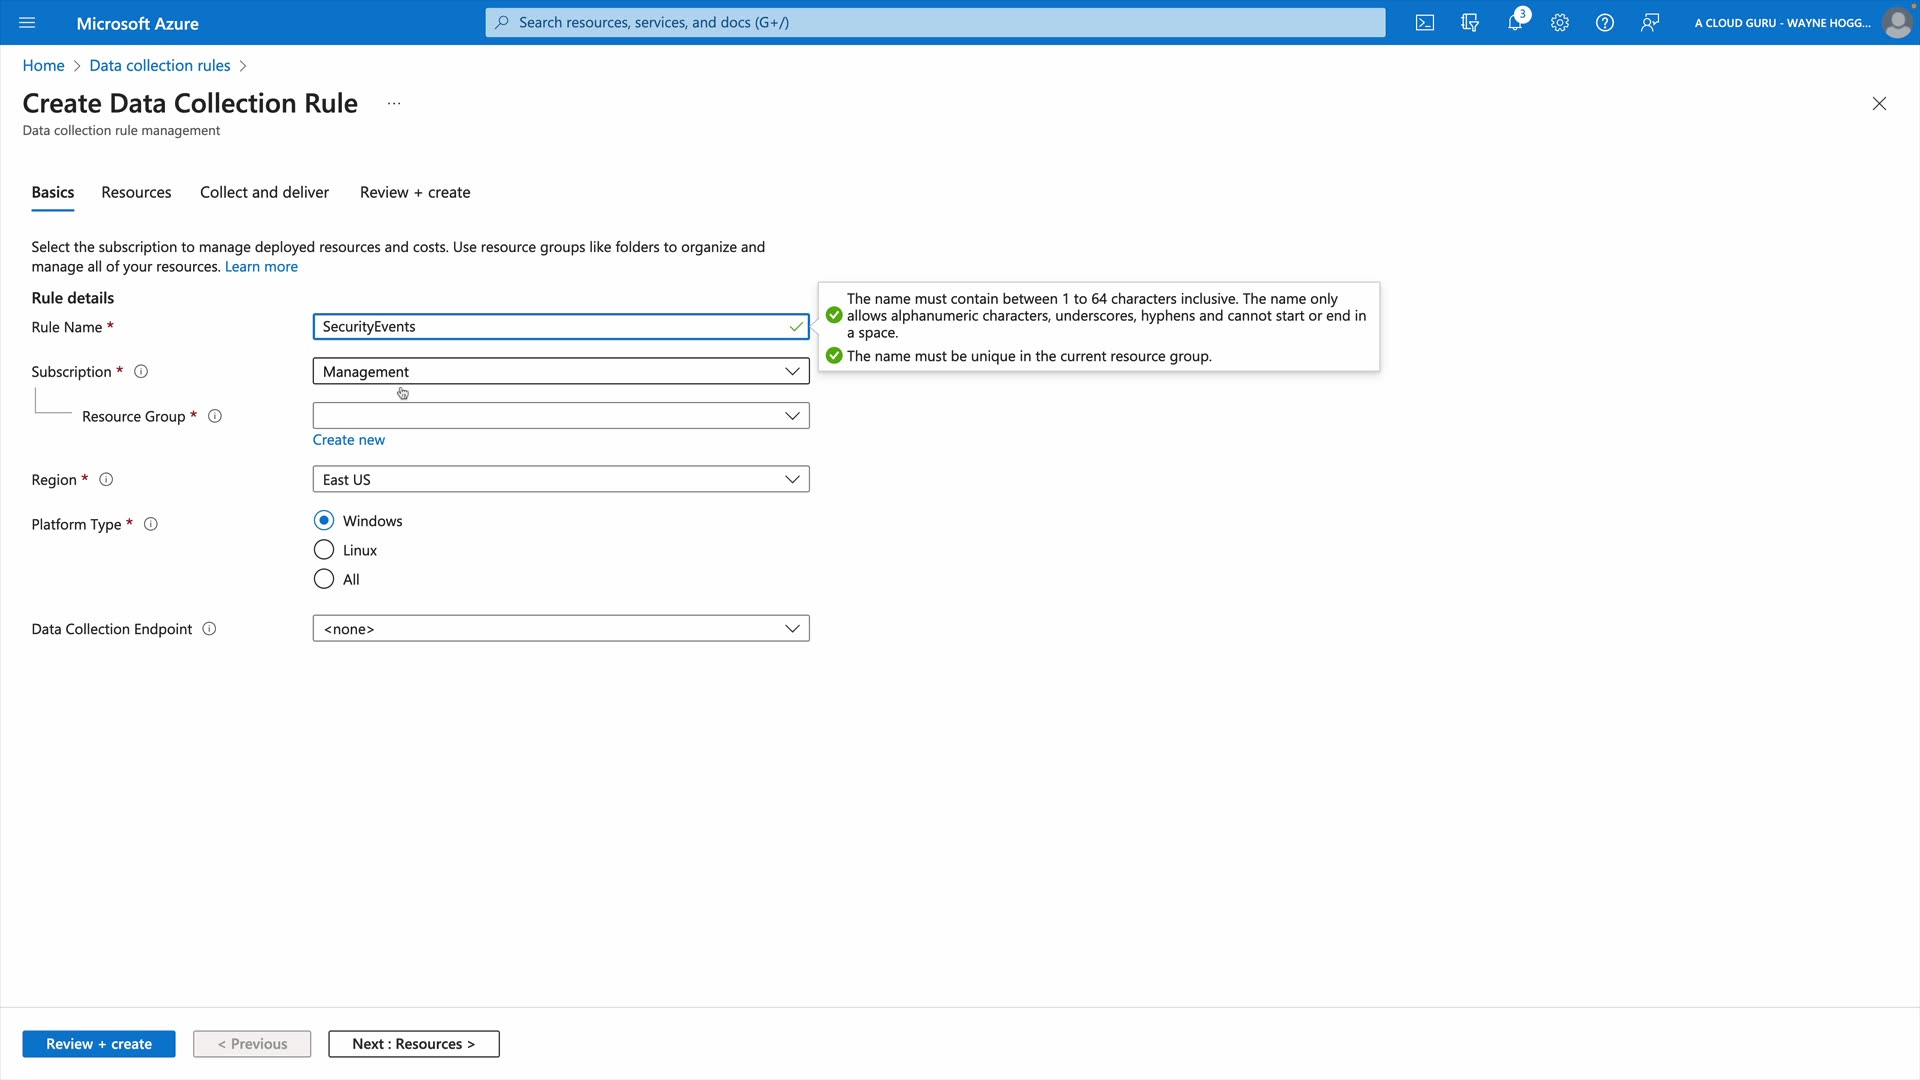 Microsoft Azure
Search resources, services, and docs (G+/)
3
A CLOUD GURU - WAYNE HOGG...
Home > Data collection rules >
Create Data Collection Rule ...
Data collection rule management
Basics Resources Collect and deliver Review + create
Select the subscription to manage deployed resources and costs. Use resource groups like folders to organize and
manage all of your resources. Learn more
Rule details
Rule Name * SecurityEvents
The name must contain between 1 to 64 characters inclusive. The name only
allows alphanumeric characters, underscores, hyphens and cannot start or end in
a space.
The name must be unique in the current resource group.
Subscription * Management
Resource Group *
Create new
Region * East US
Platform Type * Windows
Linux
All
Data Collection Endpoint <none>
Review + create < Previous Next : Resources >